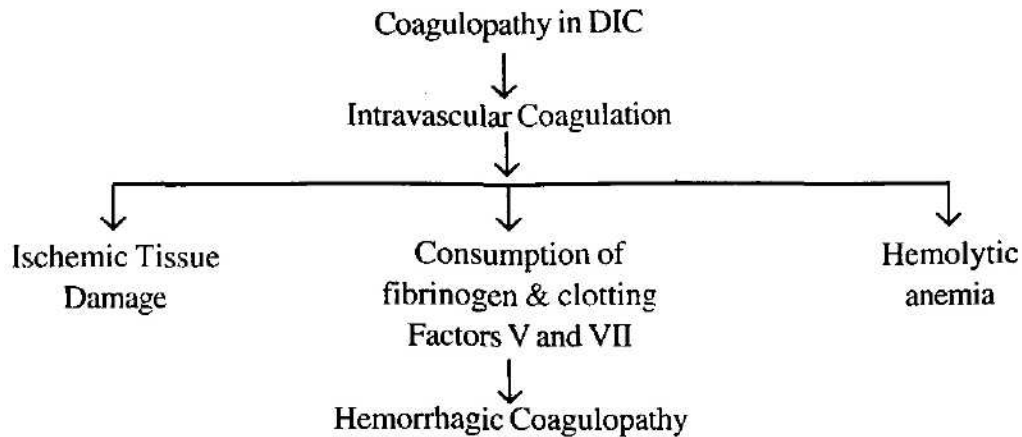 Coagulopathy in DIC
Intravascular Coagulation
Ischemic Tissue
Damage
Consumption of
fibrinogen & clotting
Factors V and VII
Hemolytic
anemia
Hemorrhagic Coagulopathy